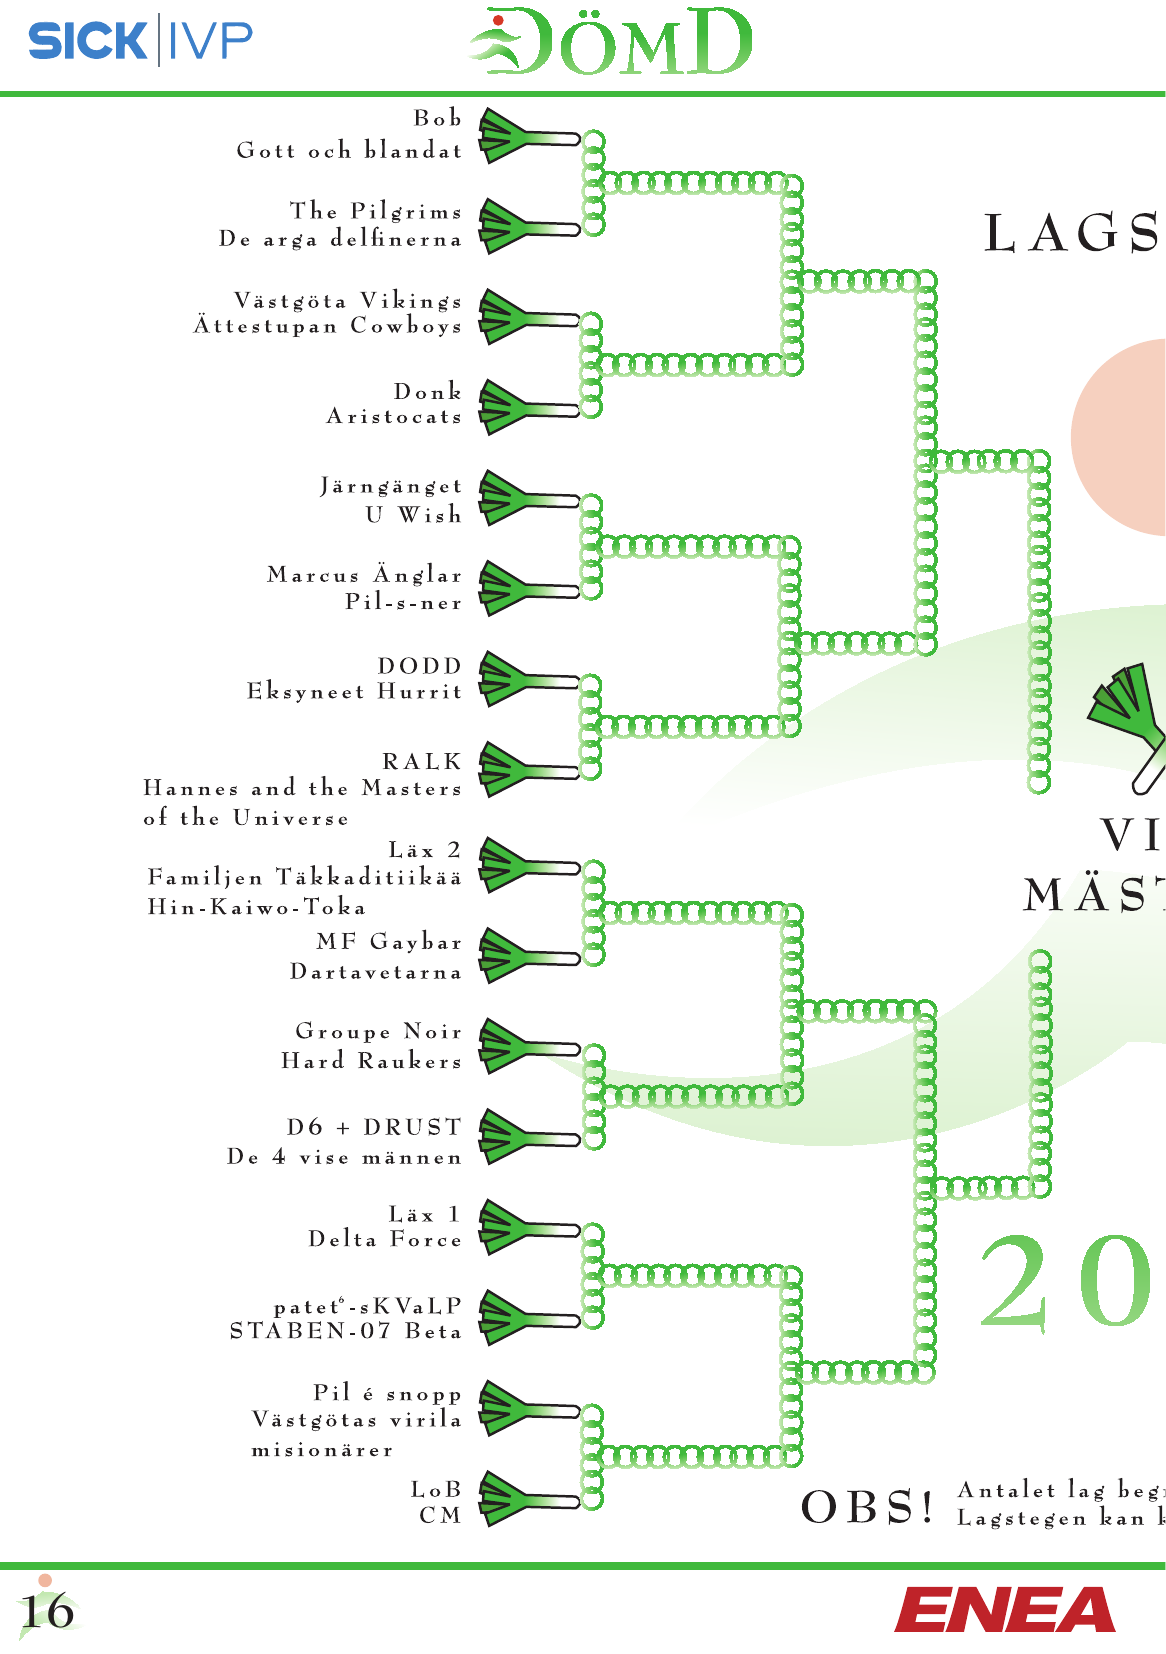 SICK IVP
DÖMD
Bob
Gott och blandat
The Pilgrims
De arga delfinerna
LAGS
Västgöta Vikings
Ättestupan Cowboys
Donk
Aristocats
Järngänget
U Wish
Marcus Änglar
Pil-s-ner
DODD
Eksyneet Hurrit
RALK
Hannes and the Masters
of the Universe
VI
MÄST
Läx 2
Familjen Täkkaditiikää
Hin-Kaiwo-Toka
MF Gaybar
Dartavetarna
Groupe Noir
Hard Raukers
D6 + DRUST
De 4 vise männen
Läx 1
Delta Force
20
patet⁶-sKVaLP
STABEN-07 Beta
Pil é snopp
Västgötas virila
misionärer
LoB
CM
OBS!
Antalet lag begr
Lagstegen kan k
16
ENEA